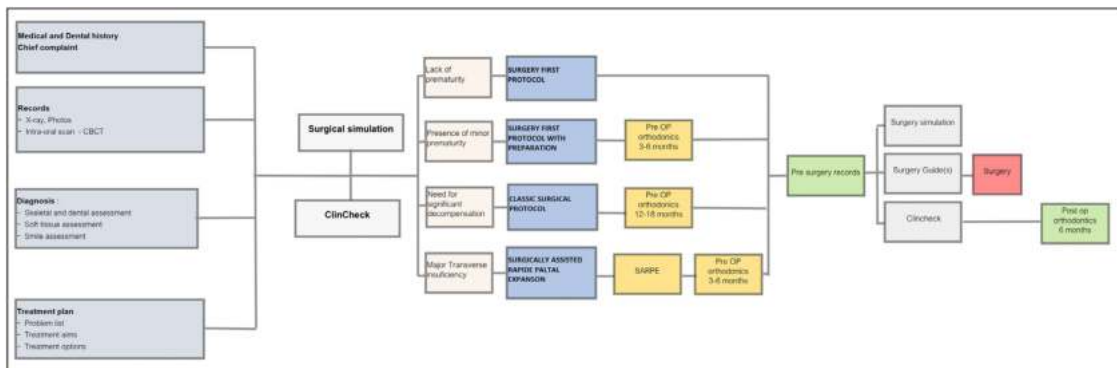 Medical and Dental history
Chief complaint
Records
- X-ray, Photos
- Intra-oral scan - CBCT
Diagnosis :
- Skeletal and dental assessment
- Soft tissue assessment
- Smile assessment
Treatment plan
- Problem list
- Treatment aims
- Treatment options
Surgical simulation
ClinCheck
Lack of
prematurity
SURGERY FIRST
PROTOCOL
Presence of minor
prematurity
SURGERY FIRST
PROTOCOL WITH
PREPARATION
Pre OP
orthodontics
3-6 months
Need for
significant
decompensation
CLASSIC SURGICAL
PROTOCOL
Pre OP
orthodontics
12-18 months
Major Transverse
insuficiency
SURGICALLY ASSISTED
RAPIDE PALTAL
EXPANSON
SARPE
Pre OP
orthodontics
3-6 months
Pre surgery records
Surgery simulation
Surgery Guide(s)
Surgery
Clincheck
Post op
orthodontics
6 months